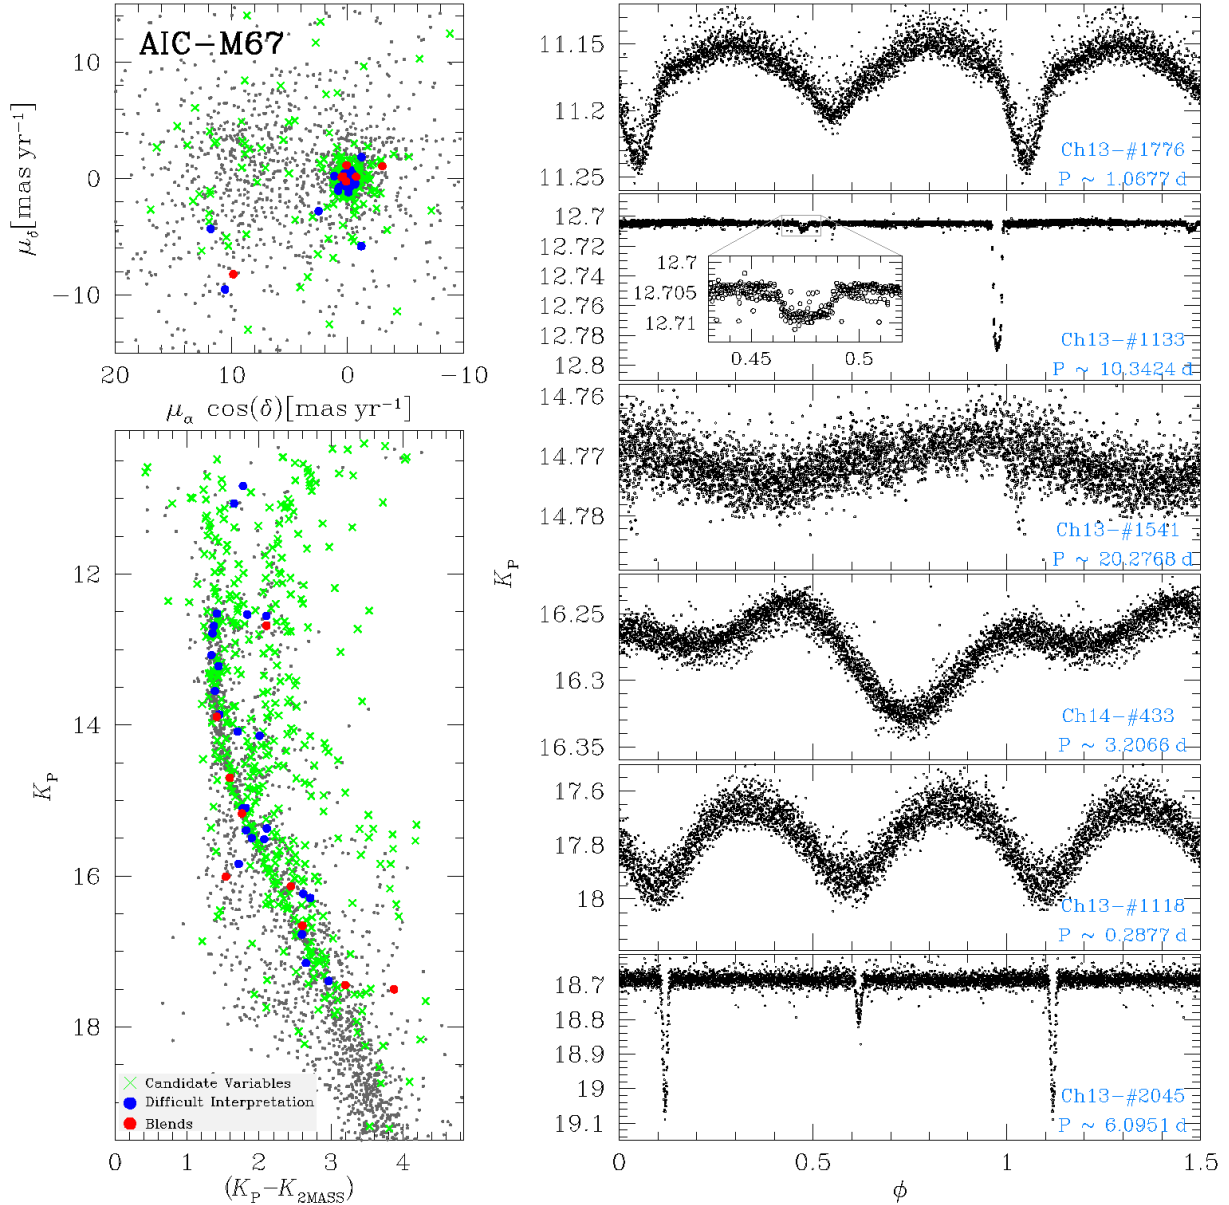 AIC-M67
10
0
-10
μδ[mas yr⁻¹]
20 10 0 -10
μα cos(δ)[mas yr⁻¹]
12
14
16
18
KP
× Candidate Variables
Difficult Interpretation
Blends
0 1 2 3 4
(KP-K2MASS)
11.15
11.2
11.25
Ch13-#1776
P ~ 1.0677 d
12.7
12.72
12.74
12.76
12.78
12.8
12.7
12.705
12.71
0.45 0.5
Ch13-#1133
P ~ 10.3424 d
14.76
14.77
14.78
Ch13-#1541
P ~ 20.2768 d
KP
16.25
16.3
16.35
Ch14-#433
P ~ 3.2066 d
17.6
17.8
18
Ch13-#1118
P ~ 0.2877 d
18.7
18.8
18.9
19
19.1
Ch13-#2045
P ~ 6.0951 d
0 0.5 1 1.5
ϕ